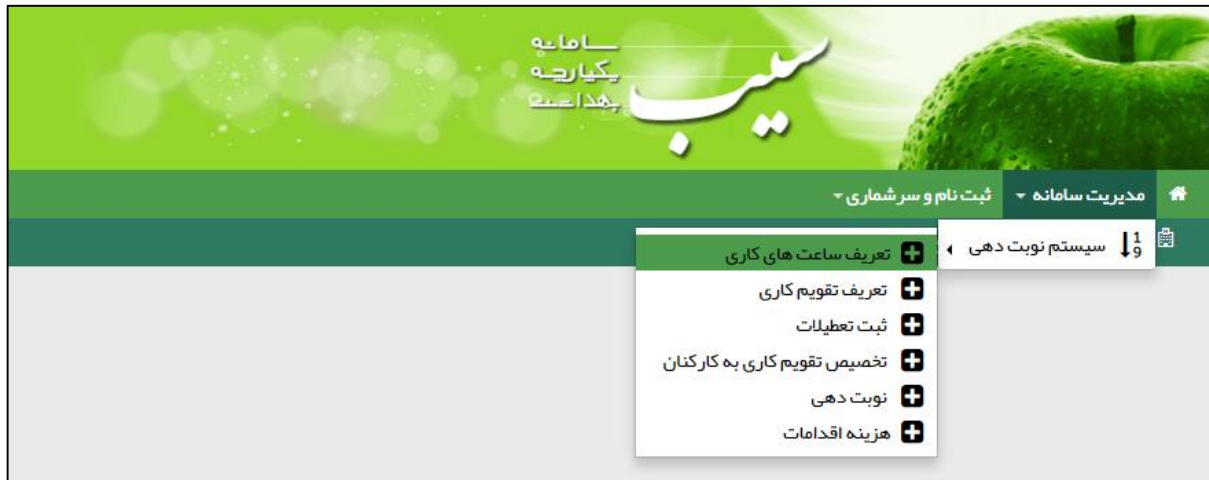 سامانه
یکپارچه
بهداشت
سیب
مدیریت سامانه
ثبت نام و سرشماری
سیستم نوبت دهی
تعریف ساعت های کاری
تعریف تقویم کاری
ثبت تعطیلات
تخصیص تقویم کاری به کارکنان
نوبت دهی
هزینه اقدامات